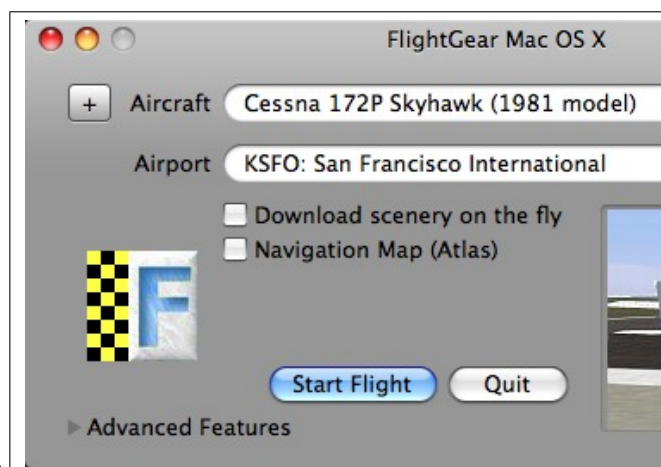 FlightGear Mac OS X
+ Aircraft Cessna 172P Skyhawk (1981 model)
Airport KSFO: San Francisco International
Download scenery on the fly
Navigation Map (Atlas)
F
Start Flight Quit
Advanced Features